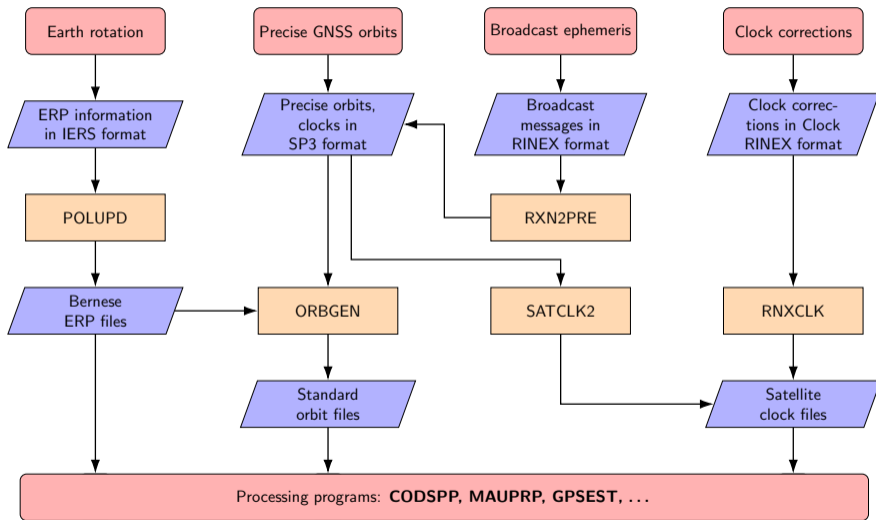 Earth rotation
Precise GNSS orbits
Broadcast ephemeris
Clock corrections
ERP information
in IERS format
Precise orbits,
clocks in
SP3 format
Broadcast
messages in
RINEX format
Clock correc-
tions in Clock
RINEX format
POLUPD
RXN2PRE
Bernese
ERP files
ORBGEN
SATCLK2
RNXCLK
Standard
orbit files
Satellite
clock files
Processing programs: CODSPP, MAUPRP, GPSEST, ...